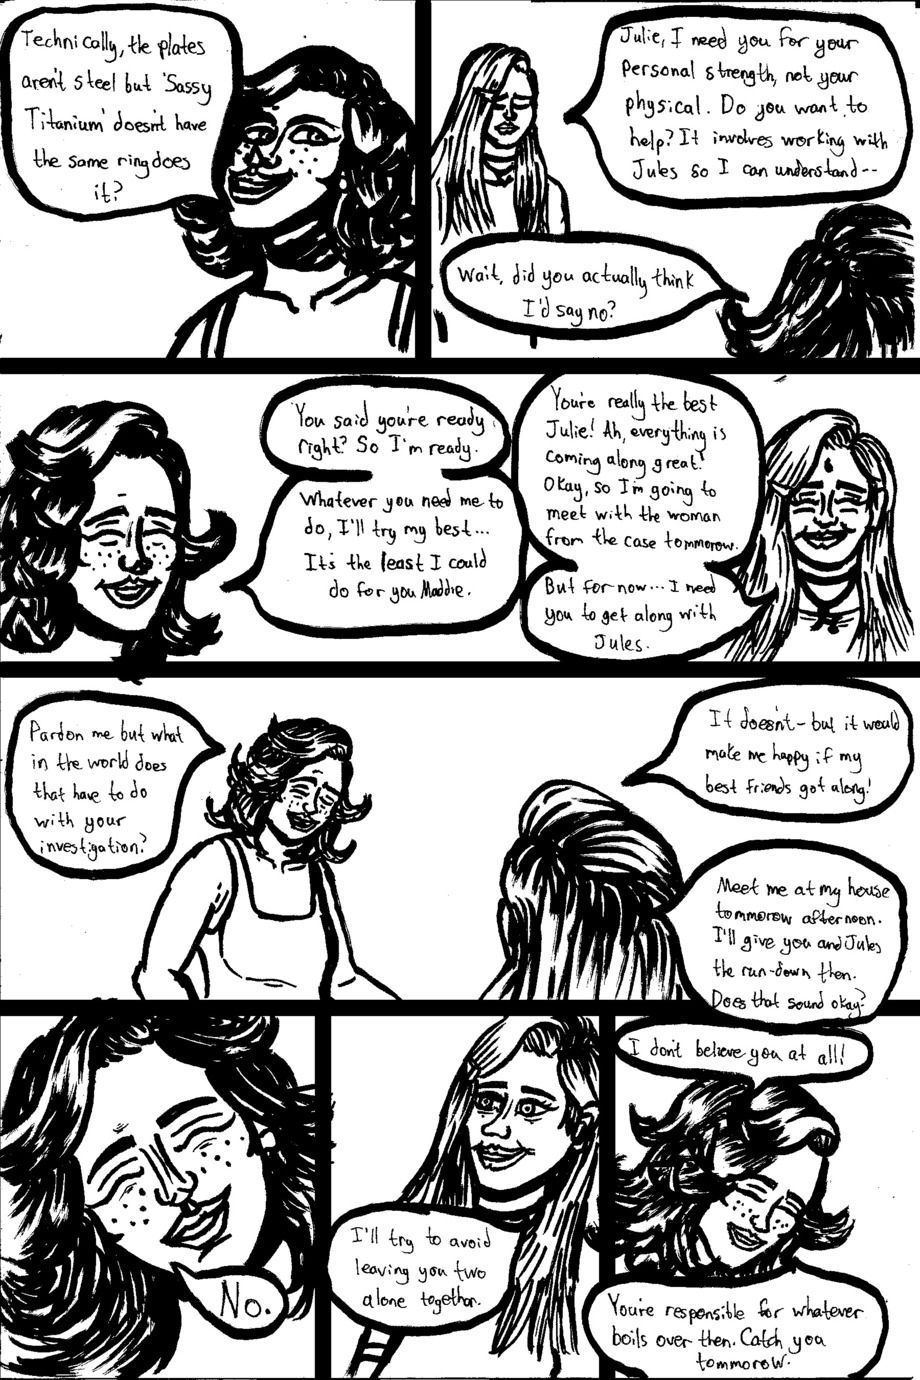 Technically, the plates
aren't steel but 'Sassy
Titanium' doesn't have
the same ring does
it?
Julie, I need you for your
personal strength, not your
physical. Do you want to
help? It involves working with
Jules so I can understand--
Wait, did you actually think
I'd say no?
You said you're ready
right? So I'm ready.
Whatever you need me to
do, I'll try my best...
It's the least I could
do for you Maddie.
You're really the best
Julie! Ah, everything is
coming along great!
Okay, so I'm going to
meet with the woman
from the case tommorow.
But for now... I need
you to get along with
Jules.
Pardon me but what
in the world does
that have to do
with your
investigation?
It doesn't - but it would
make me happy if my
best friends got along!
Meet me at my house
tommorow afternoon.
I'll give you and Jules
the run-down then.
Does that sound okay?
No.
I'll try to avoid
leaving you two
alone together.
I don't believe you at all!
You're responsible for whatever
boils over then. Catch you
tommorow.